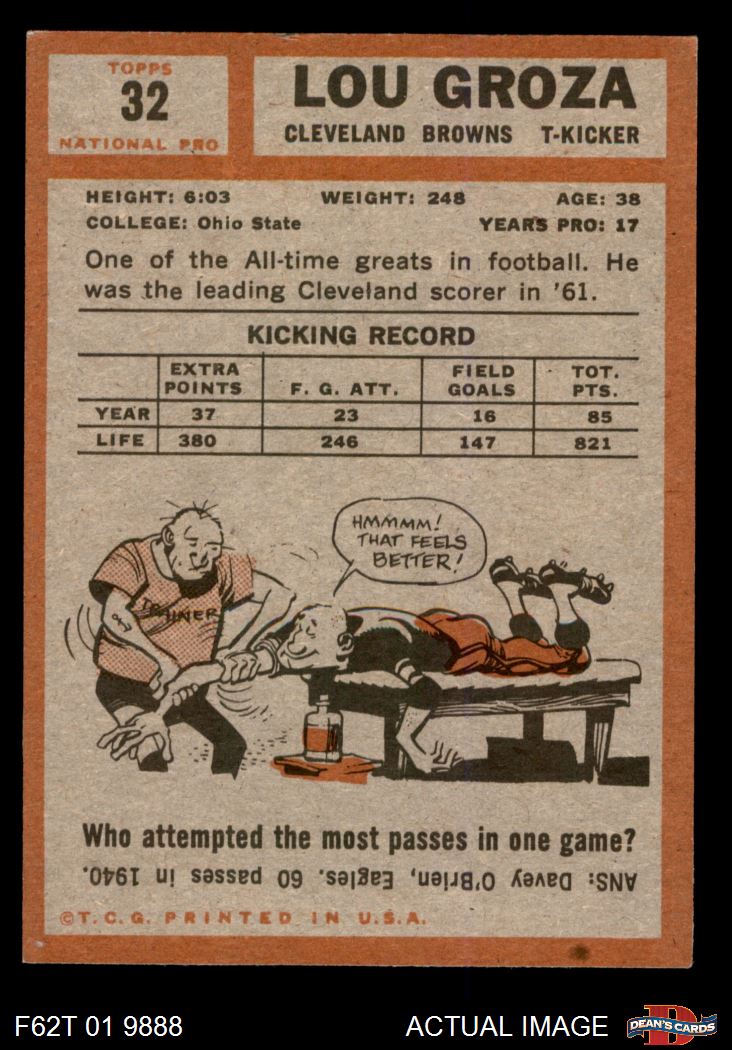 TOPPS
32
NATIONAL PRO
LOU GROZA
CLEVELAND BROWNS T-KICKER
HEIGHT: 6:03 WEIGHT: 248 AGE: 38
COLLEGE: Ohio State YEARS PRO: 17
One of the All-time greats in football. He
was the leading Cleveland scorer in '61.
KICKING RECORD
EXTRA POINTS F. G. ATT. FIELD GOALS TOT. PTS.
YEAR 37 23 16 85
LIFE 380 246 147 821
HMMMMM!
THAT FEELS
BETTER!
TRAINER
Who attempted the most passes in one game?
ANS: Davey O'Brien, Eagles. 60 passes in 1940.
©T.C.G. PRINTED IN U.S.A.
F62T 01 9888 ACTUAL IMAGE
DEAN'S CARDS